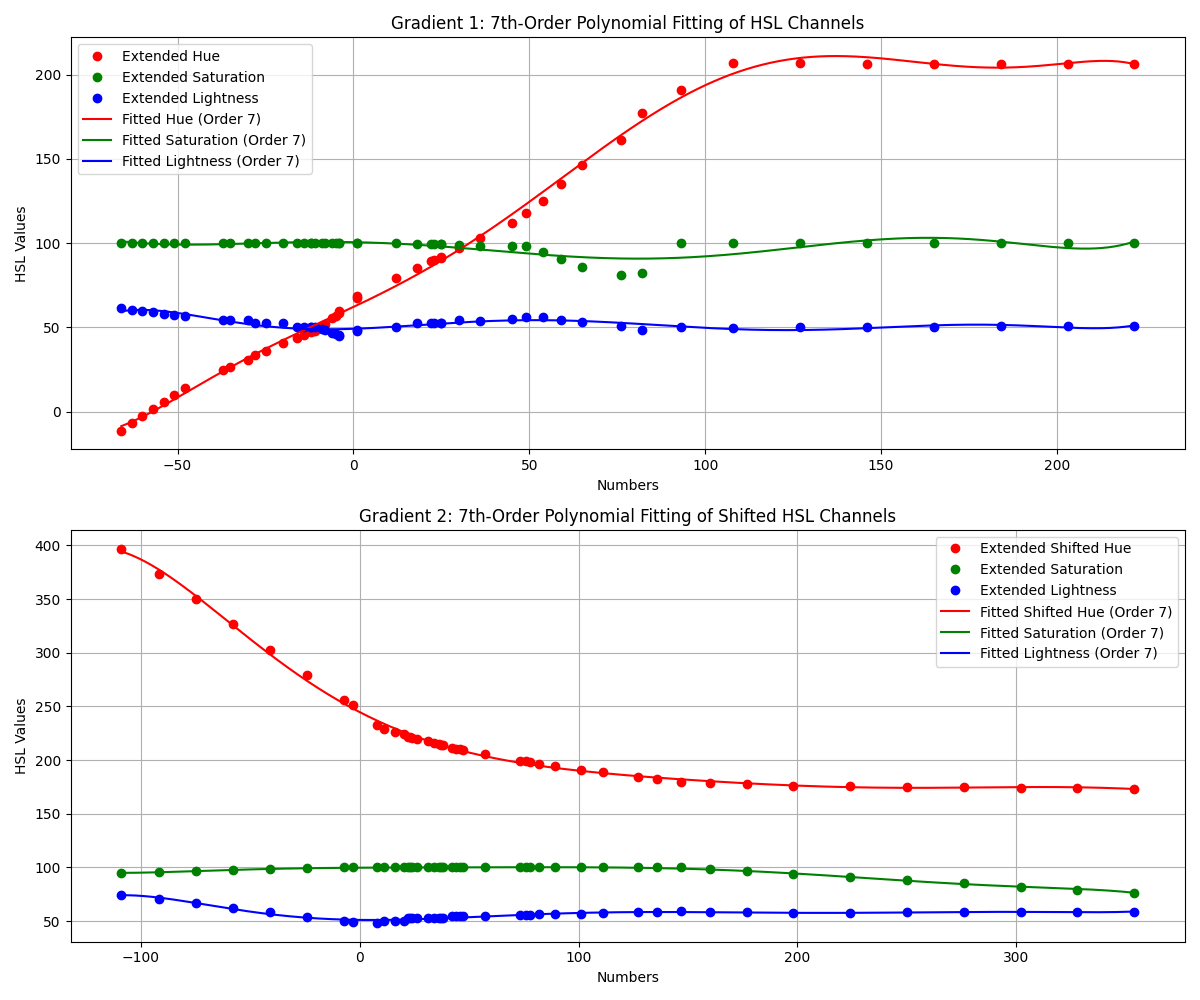 Gradient 1: 7th-Order Polynomial Fitting of HSL Channels
HSL Values
200
150
100
50
0
Extended Hue
Extended Saturation
Extended Lightness
Fitted Hue (Order 7)
Fitted Saturation (Order 7)
Fitted Lightness (Order 7)
−50
0
50
100
150
200
Numbers
Gradient 2: 7th-Order Polynomial Fitting of Shifted HSL Channels
HSL Values
400
350
300
250
200
150
100
50
Extended Shifted Hue
Extended Saturation
Extended Lightness
Fitted Shifted Hue (Order 7)
Fitted Saturation (Order 7)
Fitted Lightness (Order 7)
−100
0
100
200
300
Numbers